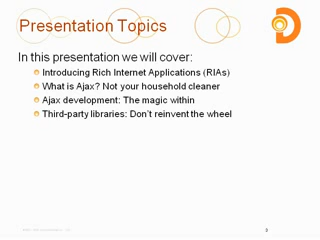 Presentation Topics
In this presentation we will cover:
Introducing Rich Internet Applications (RIAs)
What is Ajax? Not your household cleaner
Ajax development: The magic within
Third-party libraries: Don't reinvent the wheel
3